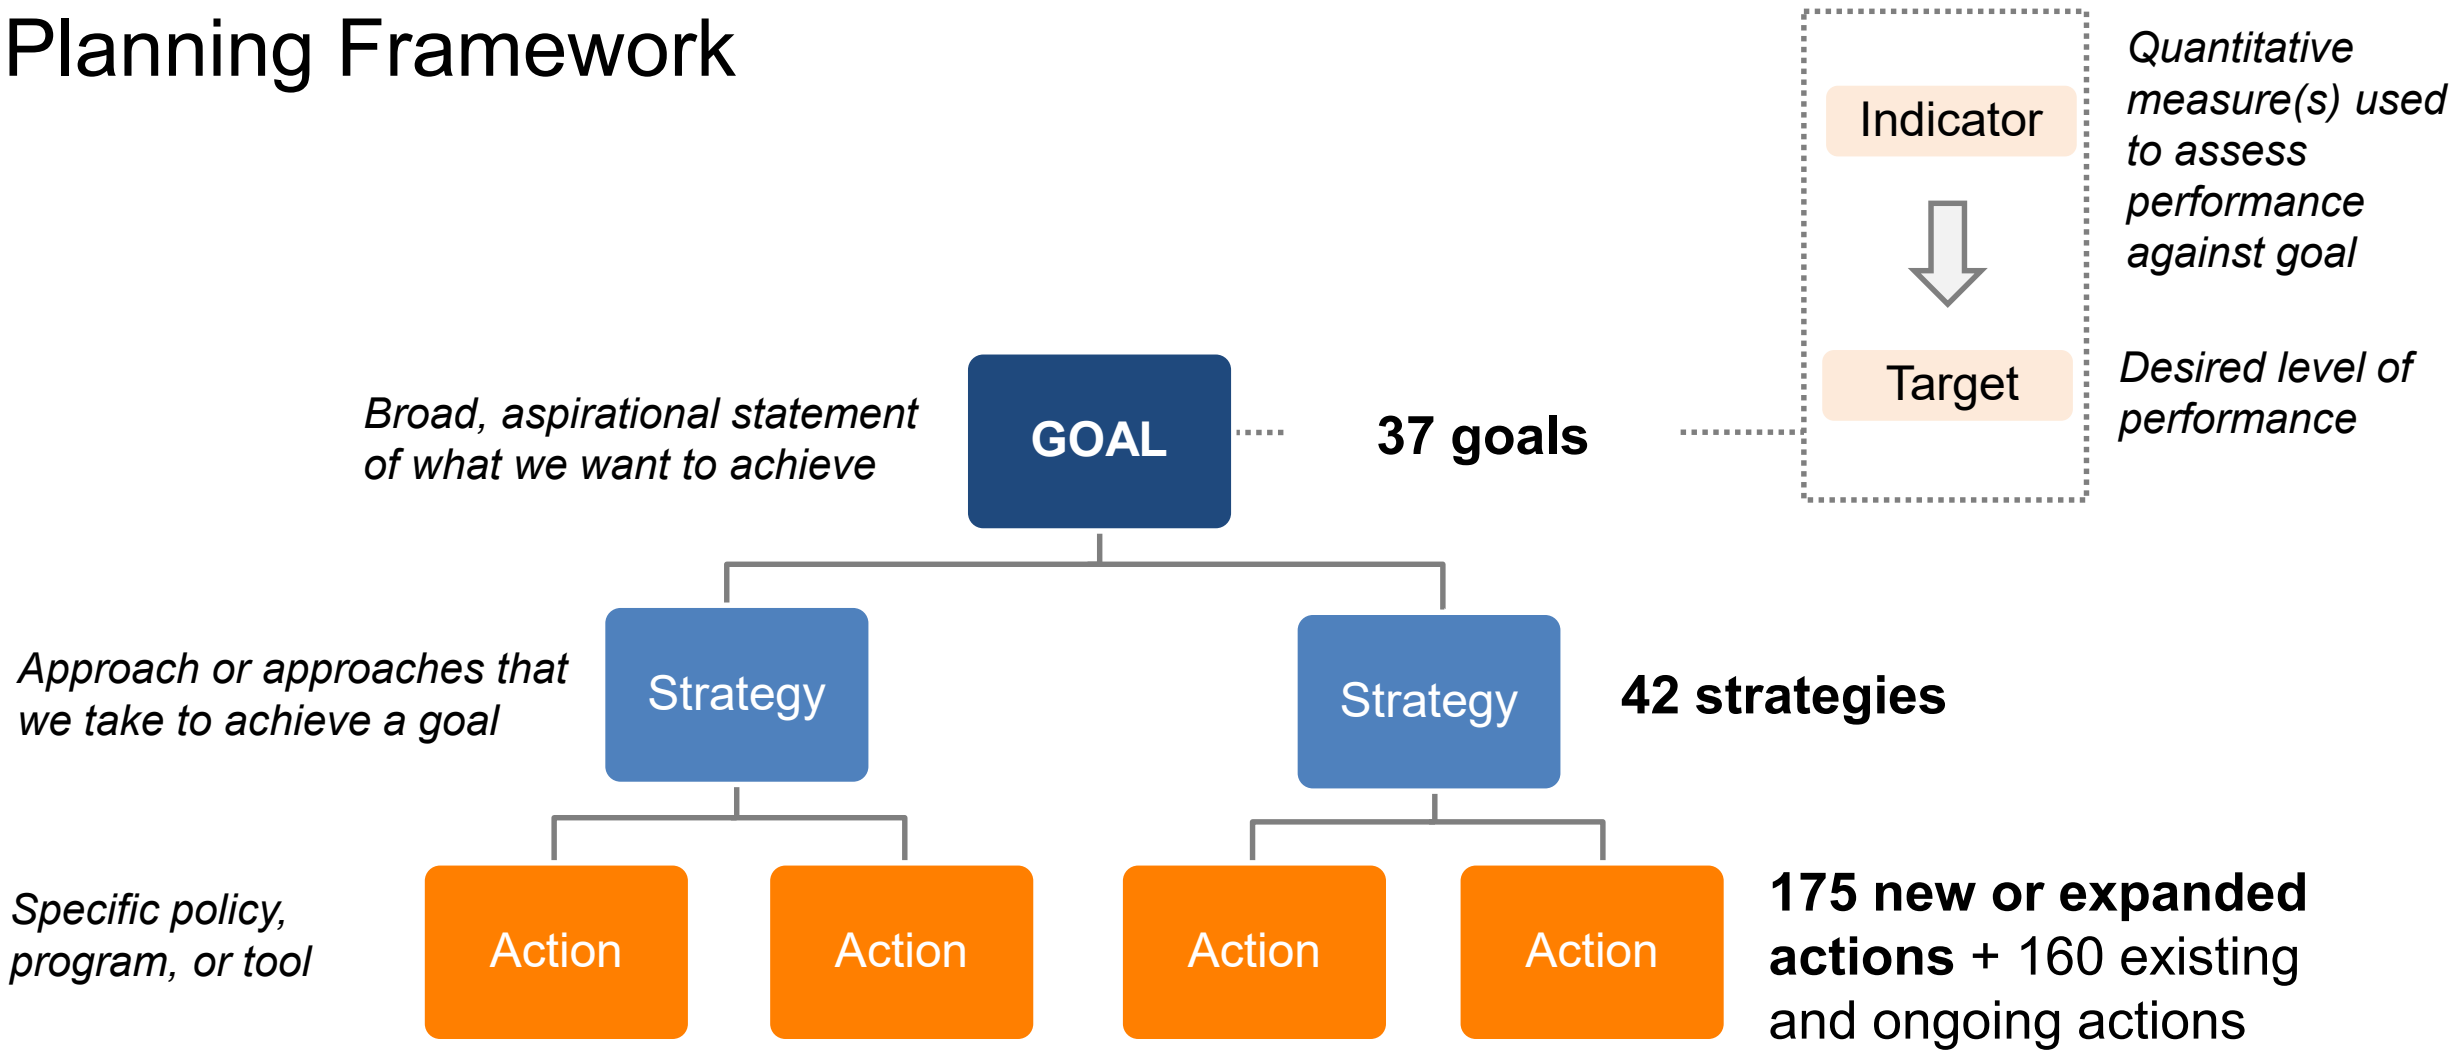 Planning Framework
Indicator
Quantitative
measure(s) used
to assess
performance
against goal
Target
Desired level of
performance
Broad, aspirational statement
of what we want to achieve
GOAL
37 goals
Approach or approaches that
we take to achieve a goal
Strategy
Strategy
42 strategies
Specific policy,
program, or tool
Action
Action
Action
Action
175 new or expanded
actions + 160 existing
and ongoing actions